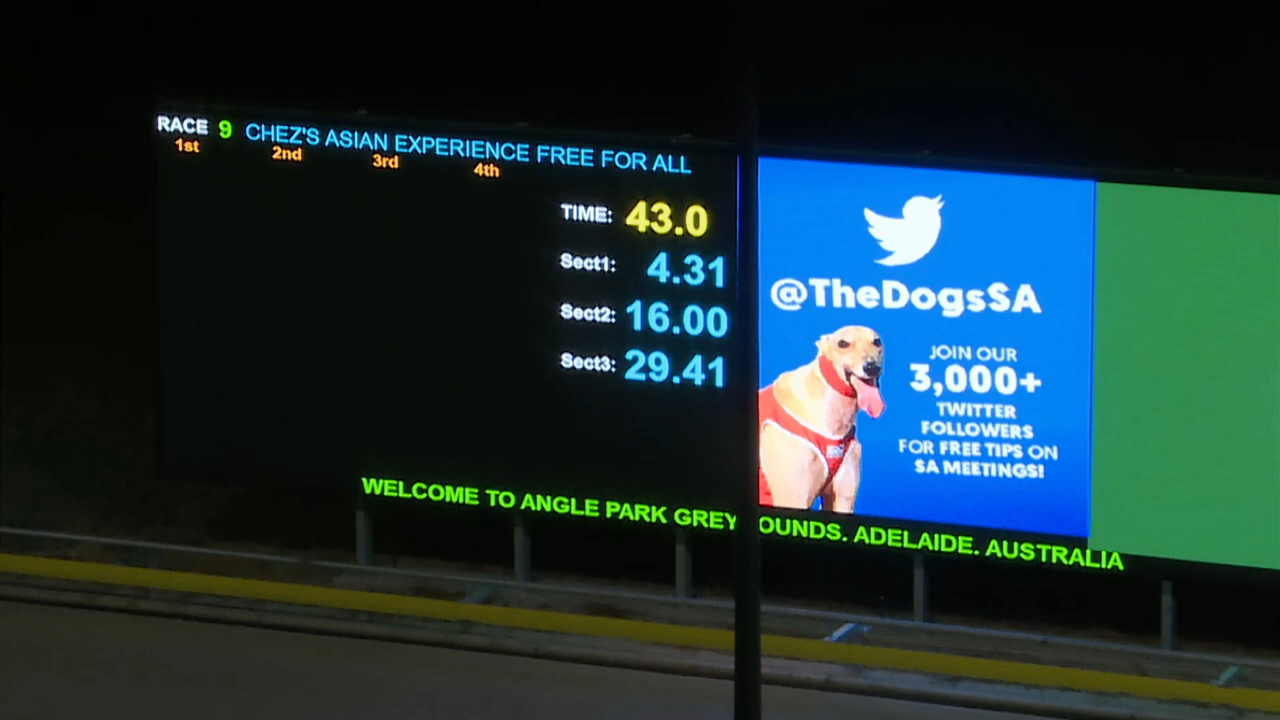 RACE 9 CHEZ'S ASIAN EXPERIENCE FREE FOR ALL
1st 2nd 3rd 4th
TIME: 43.0
Sect1: 4.31
Sect2: 16.00
Sect3: 29.41
@TheDogsSA
JOIN OUR
3,000+
TWITTER
FOLLOWERS
FOR FREE TIPS ON
SA MEETINGS!
WELCOME TO ANGLE PARK GREY OUNDS. ADELAIDE. AUSTRALIA